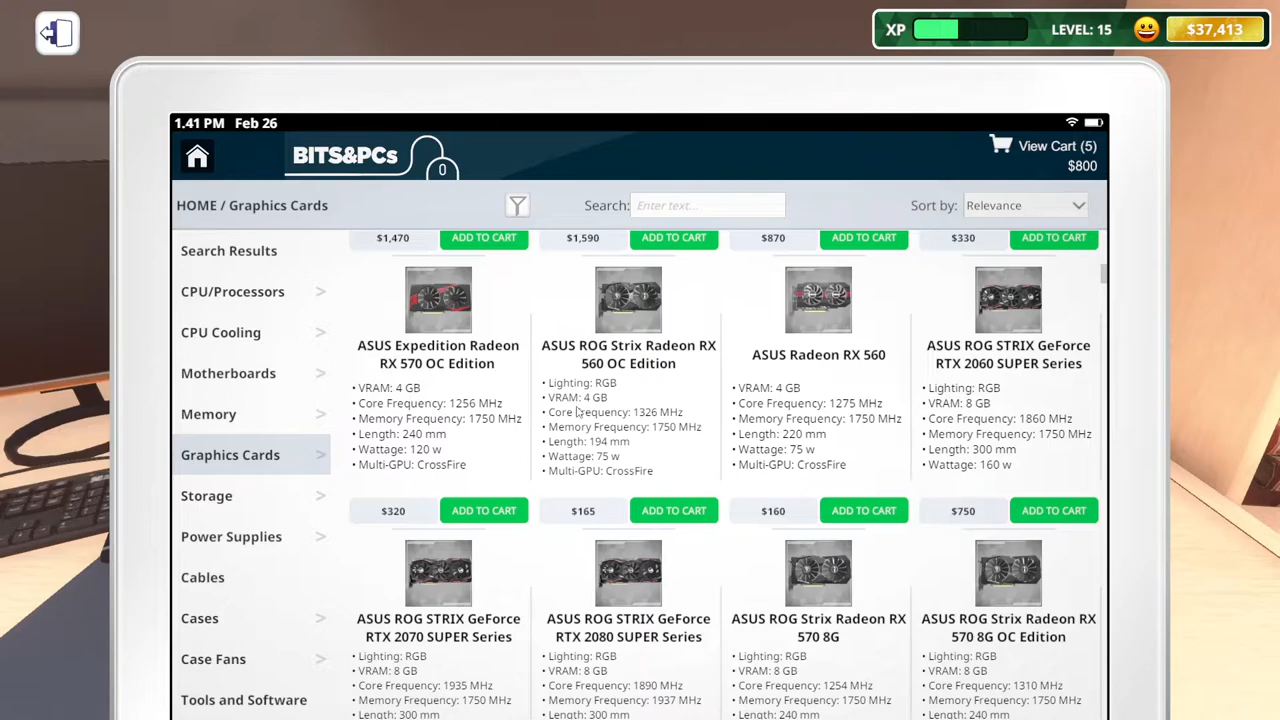 XP LEVEL: 15 $37,413
1.41 PM Feb 26
BITS&PCs 0
View Cart (5)
$800
HOME / Graphics Cards Search: Enter text... Sort by: Relevance
Search Results
CPU/Processors >
CPU Cooling >
Motherboards >
Memory >
Graphics Cards >
Storage >
Power Supplies >
Cables
Cases >
Case Fans >
Tools and Software
$1,470 ADD TO CART $1,590 ADD TO CART $870 ADD TO CART $330 ADD TO CART
ASUS Expedition Radeon
RX 570 OC Edition
• VRAM: 4 GB
• Core Frequency: 1256 MHz
• Memory Frequency: 1750 MHz
• Length: 240 mm
• Wattage: 120 w
• Multi-GPU: CrossFire
$320 ADD TO CART
ASUS ROG Strix Radeon RX
560 OC Edition
• Lighting: RGB
• VRAM: 4 GB
• Core Frequency: 1326 MHz
• Memory Frequency: 1750 MHz
• Length: 194 mm
• Wattage: 75 w
• Multi-GPU: CrossFire
$165 ADD TO CART
ASUS Radeon RX 560
• VRAM: 4 GB
• Core Frequency: 1275 MHz
• Memory Frequency: 1750 MHz
• Length: 220 mm
• Wattage: 75 w
• Multi-GPU: CrossFire
$160 ADD TO CART
ASUS ROG STRIX GeForce
RTX 2060 SUPER Series
• Lighting: RGB
• VRAM: 8 GB
• Core Frequency: 1860 MHz
• Memory Frequency: 1750 MHz
• Length: 300 mm
• Wattage: 160 w
$750 ADD TO CART
ASUS ROG STRIX GeForce
RTX 2070 SUPER Series
• Lighting: RGB
• VRAM: 8 GB
• Core Frequency: 1935 MHz
• Memory Frequency: 1750 MHz
• Length: 300 mm
ASUS ROG STRIX GeForce
RTX 2080 SUPER Series
• Lighting: RGB
• VRAM: 8 GB
• Core Frequency: 1890 MHz
• Memory Frequency: 1937 MHz
• Length: 300 mm
ASUS ROG Strix Radeon RX
570 8G
• Lighting: RGB
• VRAM: 8 GB
• Core Frequency: 1254 MHz
• Memory Frequency: 1750 MHz
• Length: 240 mm
ASUS ROG Strix Radeon RX
570 8G OC Edition
• Lighting: RGB
• VRAM: 8 GB
• Core Frequency: 1310 MHz
• Memory Frequency: 1750 MHz
• Length: 240 mm